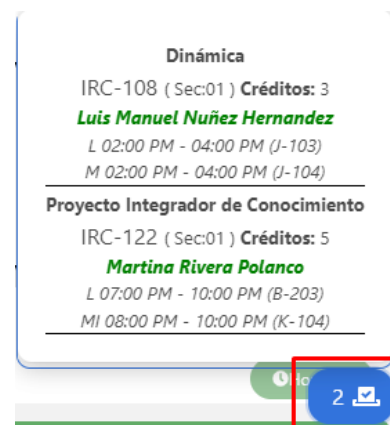 Dinámica
IRC-108 ( Sec:01 ) Créditos: 3
Luis Manuel Nuñez Hernandez
L 02:00 PM - 04:00 PM (J-103)
M 02:00 PM - 04:00 PM (J-104)
Proyecto Integrador de Conocimiento
IRC-122 ( Sec:01 ) Créditos: 5
Martina Rivera Polanco
L 07:00 PM - 10:00 PM (B-203)
MI 08:00 PM - 10:00 PM (K-104)
2